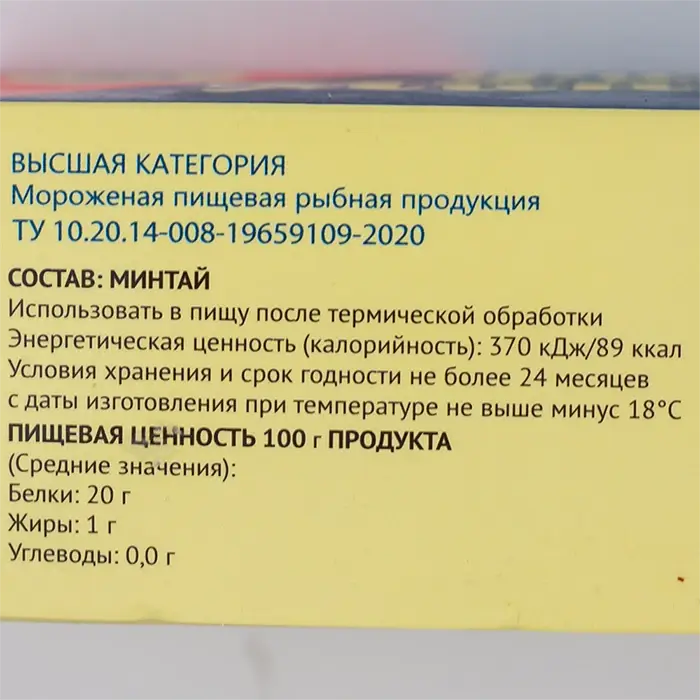 ВЫСШАЯ КАТЕГОРИЯ
Мороженая пищевая рыбная продукция
ТУ 10.20.14-008-19659109-2020
СОСТАВ: МИНТАЙ
Использовать в пищу после термической обработки
Энергетическая ценность (калорийность): 370 кДж/89 ккал
Условия хранения и срок годности не более 24 месяцев
с даты изготовления при температуре не выше минус 18°С
ПИЩЕВАЯ ЦЕННОСТЬ 100 г ПРОДУКТА
(Средние значения):
Белки: 20 г
Жиры: 1 г
Углеводы: 0,0 г